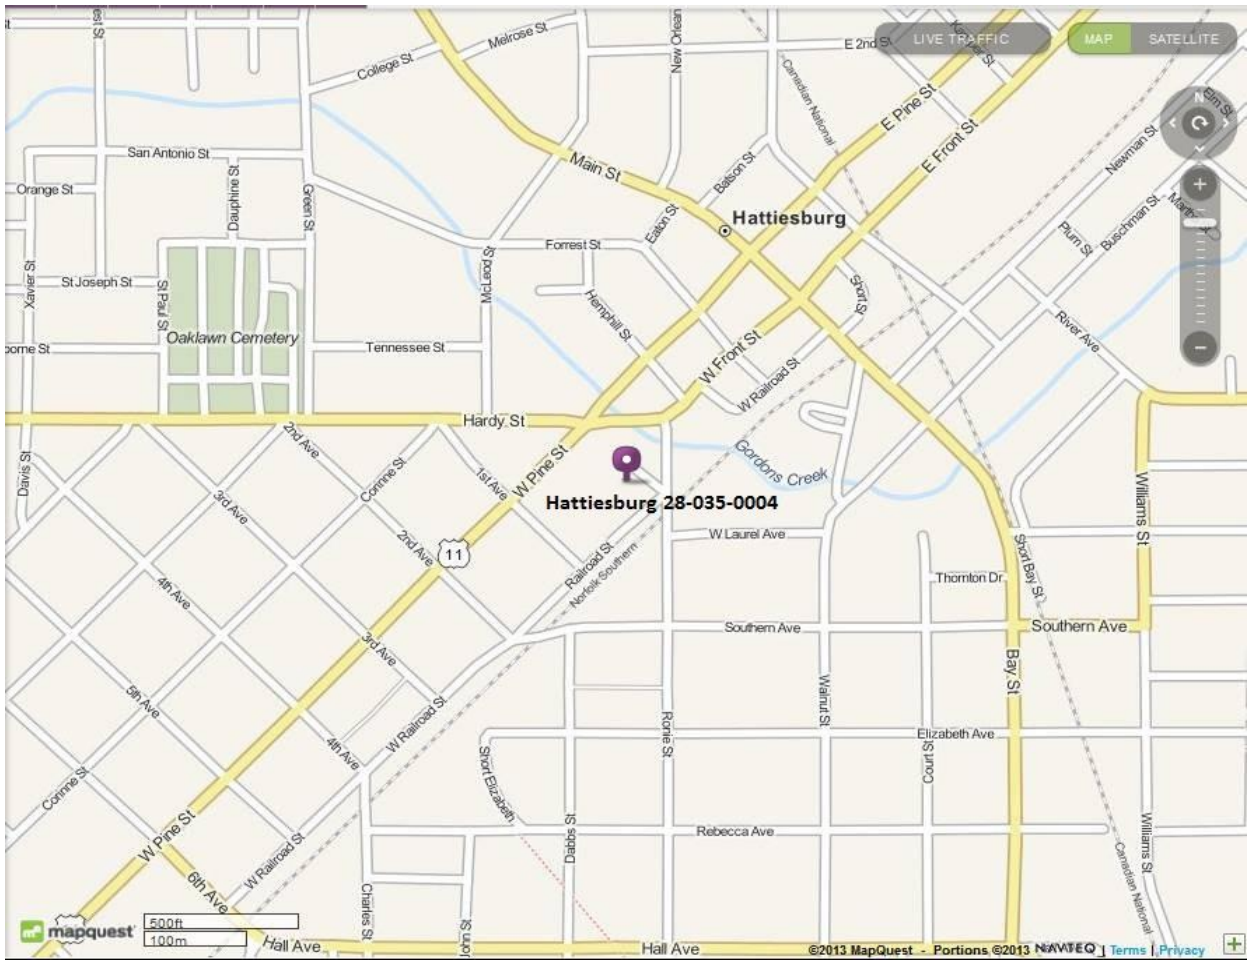 Melrose St
New Orlean
E 2nd S
LIVE TRAFFIC
MAP
SATELLITE
College St
Canadian National
E Pine St
E Front St
N
Elm St
Newman St
San Antonio St
Main St
Batson St
Orange St
Dauphine St
Green St
Buschman St
Eaton St
Hattiesburg
Plum St
Forrest St
McLeod St
Xavier St
St Joseph St
St Paul St
Short St
Hemphill St
River Ave
Oaklawn Cemetery
Tennessee St
W Front St
orne St
W Railroad St
Hardy St
2nd Ave
Davis St
Corinne St
1st Ave
W Pine St
Gordons Creek
3rd Ave
Hattiesburg 28-035-0004
Williams St
W Laurel Ave
2nd Ave
11
Railroad St
Norfolk Southern
Short Bay St
Thornton Dr
4th Ave
Southern Ave
Southern Ave
3rd Ave
Bay St
5th Ave
Walnut St
W Railroad St
Ronie St
Elizabeth Ave
4th Ave
Court St
Short Elizabeth
Corinne St
W Pine St
Rebecca Ave
Dabbs St
Williams St
W Railroad St
6th Ave
Charles St
Canadian National
mapquest
500ft
100m
Hall Ave
John St
Hall Ave
©2013 MapQuest - Portions ©2013 NAVTEQ | Terms | Privacy